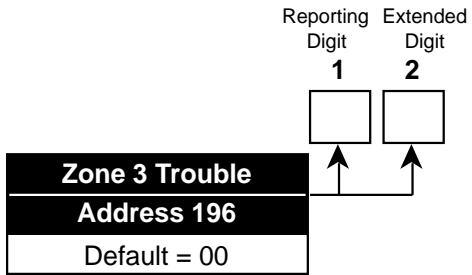 Reporting Extended
Digit Digit
1 2
Zone 3 Trouble
Address 196
Default = 00